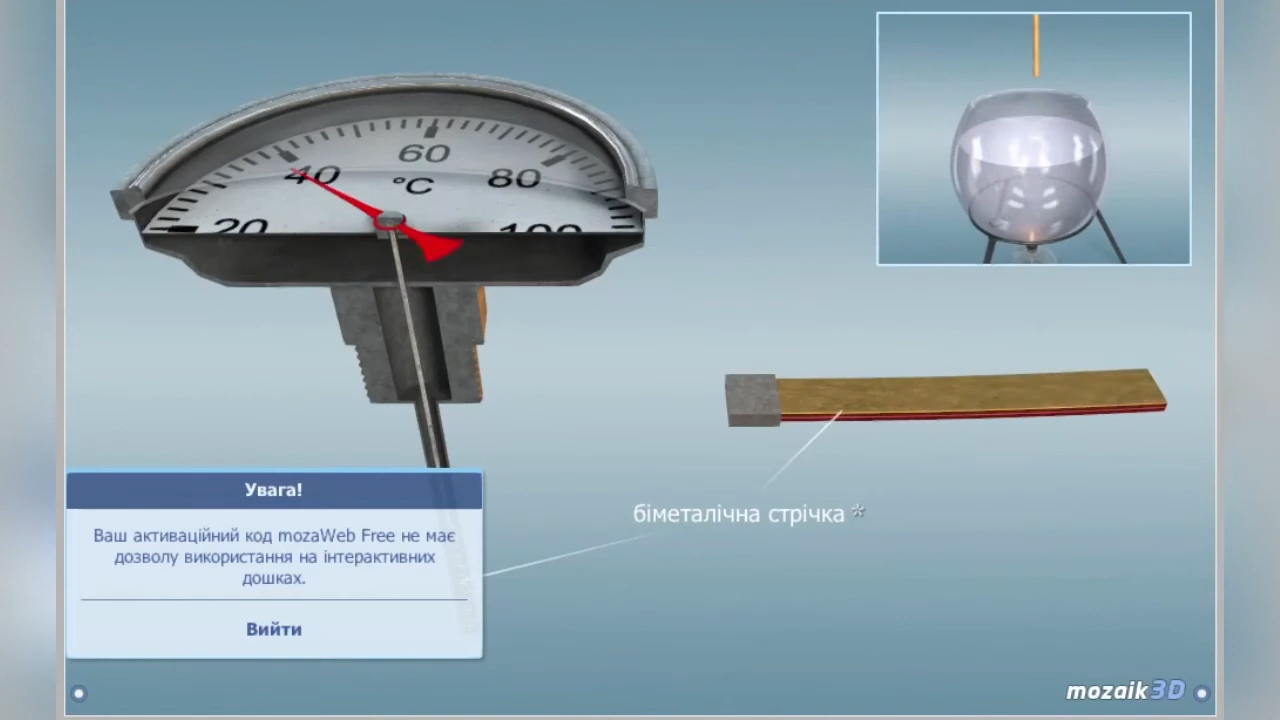 60
40
°C
80
20
100
біметалічна стрічка *
Увага!
Ваш активаційний код mozaWeb Free не має
дозволу використання на інтерактивних
дошках.
Вийти
mozaik3D